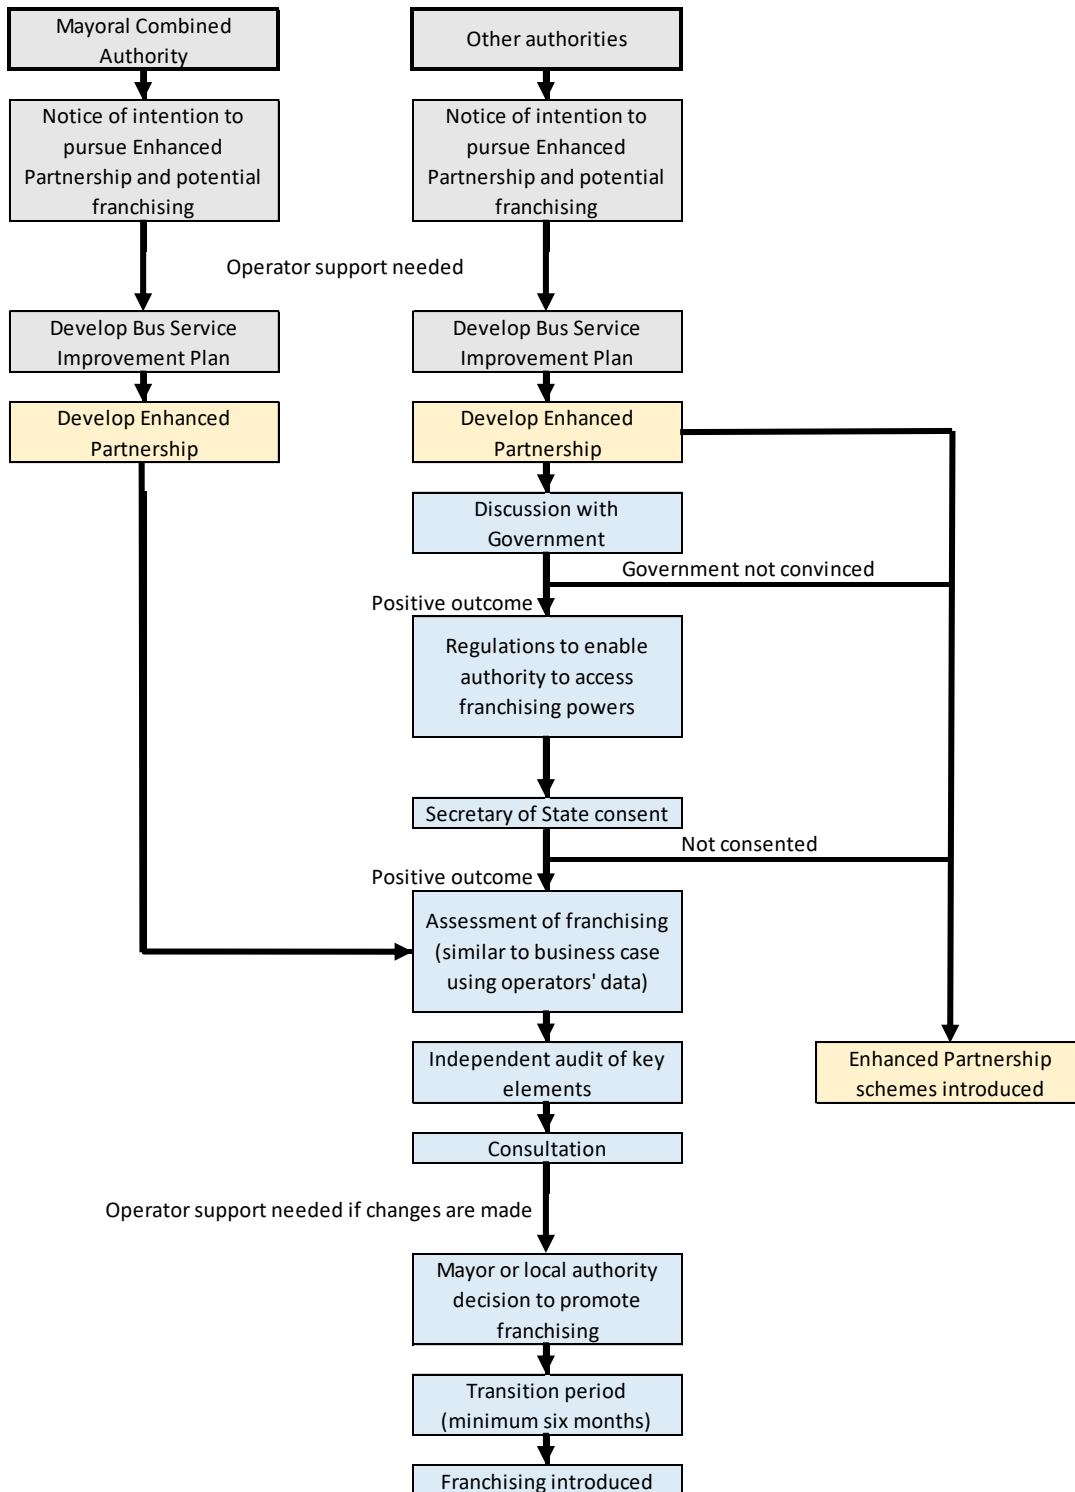 Mayoral Combined
Authority
Other authorities
Notice of intention to
pursue Enhanced
Partnership and potential
franchising
Notice of intention to
pursue Enhanced
Partnership and potential
franchising
Operator support needed
Develop Bus Service
Improvement Plan
Develop Bus Service
Improvement Plan
Develop Enhanced
Partnership
Develop Enhanced
Partnership
Discussion with
Government
Government not convinced
Positive outcome
Regulations to enable
authority to access
franchising powers
Secretary of State consent
Not consented
Positive outcome
Assessment of franchising
(similar to business case
using operators' data)
Independent audit of key
elements
Enhanced Partnership
schemes introduced
Consultation
Operator support needed if changes are made
Mayor or local authority
decision to promote
franchising
Transition period
(minimum six months)
Franchising introduced